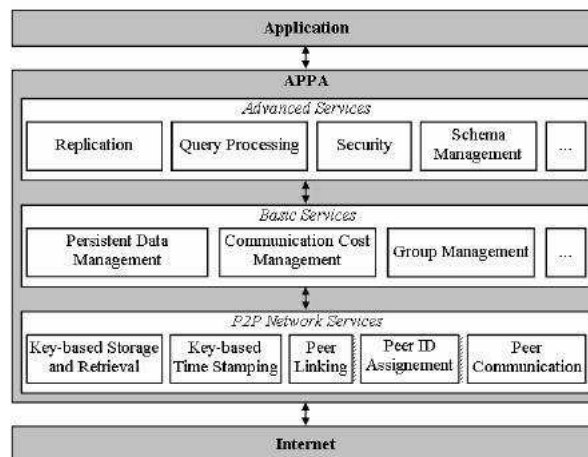 Application
APPA
Advanced Services
Replication
Query Processing
Security
Schema
Management
...
Basic Services
Persistent Data
Management
Communication Cost
Management
Group Management
...
P2P Network Services
Key-based Storage
and Retrieval
Key-based
Time Stamping
Peer
Linking
Peer ID
Assignement
Peer
Communication
Internet